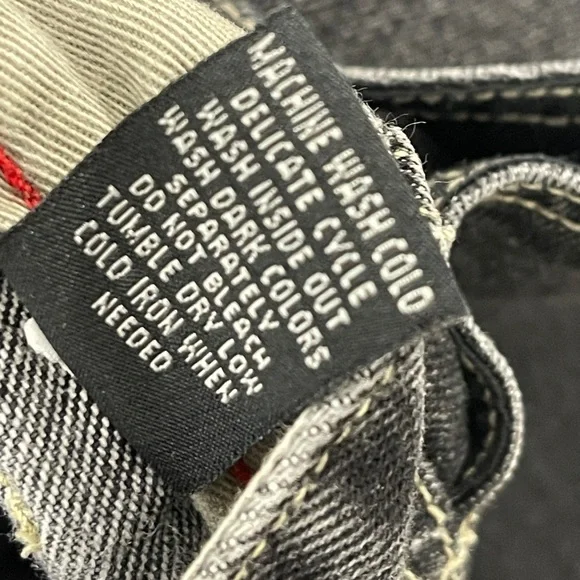 MACHINE WASH COLD
DELICATE CYCLE
WASH INSIDE OUT
WASH DARK COLORS
SEPARATELY
DO NOT BLEACH
TUMBLE DRY LOW
COLD IRON WHEN
NEEDED